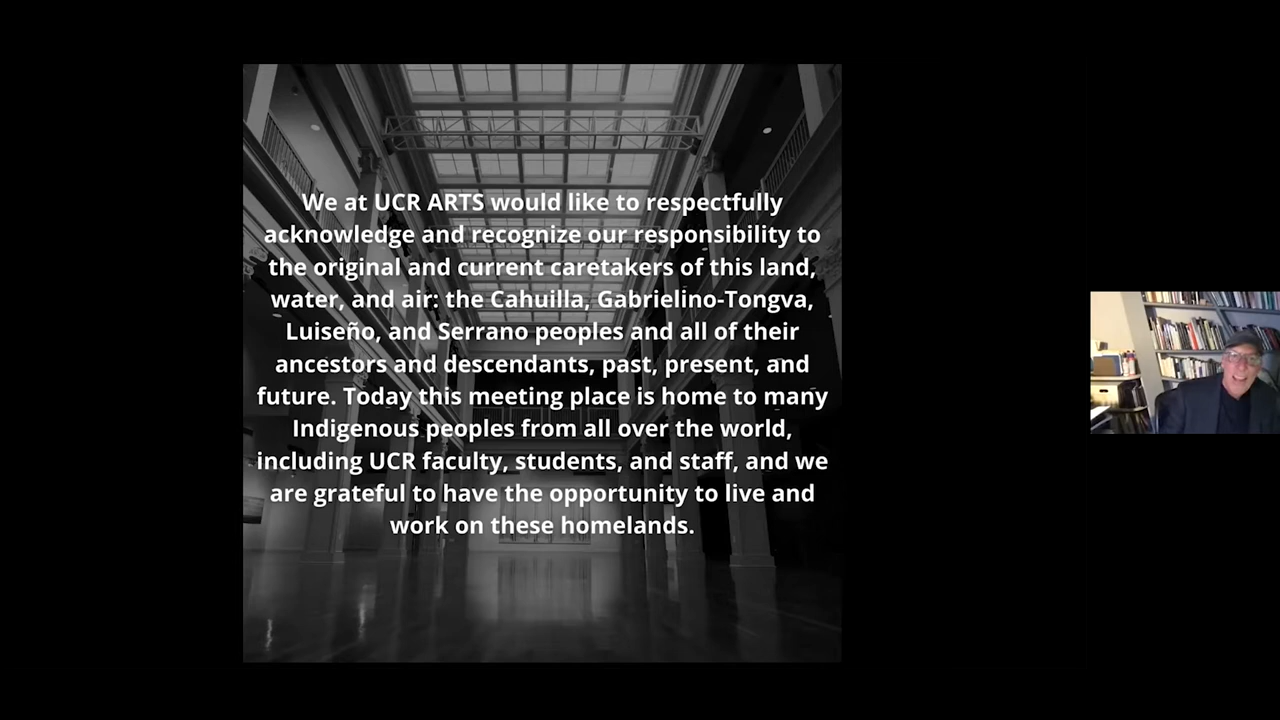 We at UCR ARTS would like to respectfully
acknowledge and recognize our responsibility to
the original and current caretakers of this land,
water, and air: the Cahuilla, Gabrielino-Tongva,
Luiseño, and Serrano peoples and all of their
ancestors and descendants, past, present, and
future. Today this meeting place is home to many
Indigenous peoples from all over the world,
including UCR faculty, students, and staff, and we
are grateful to have the opportunity to live and
work on these homelands.